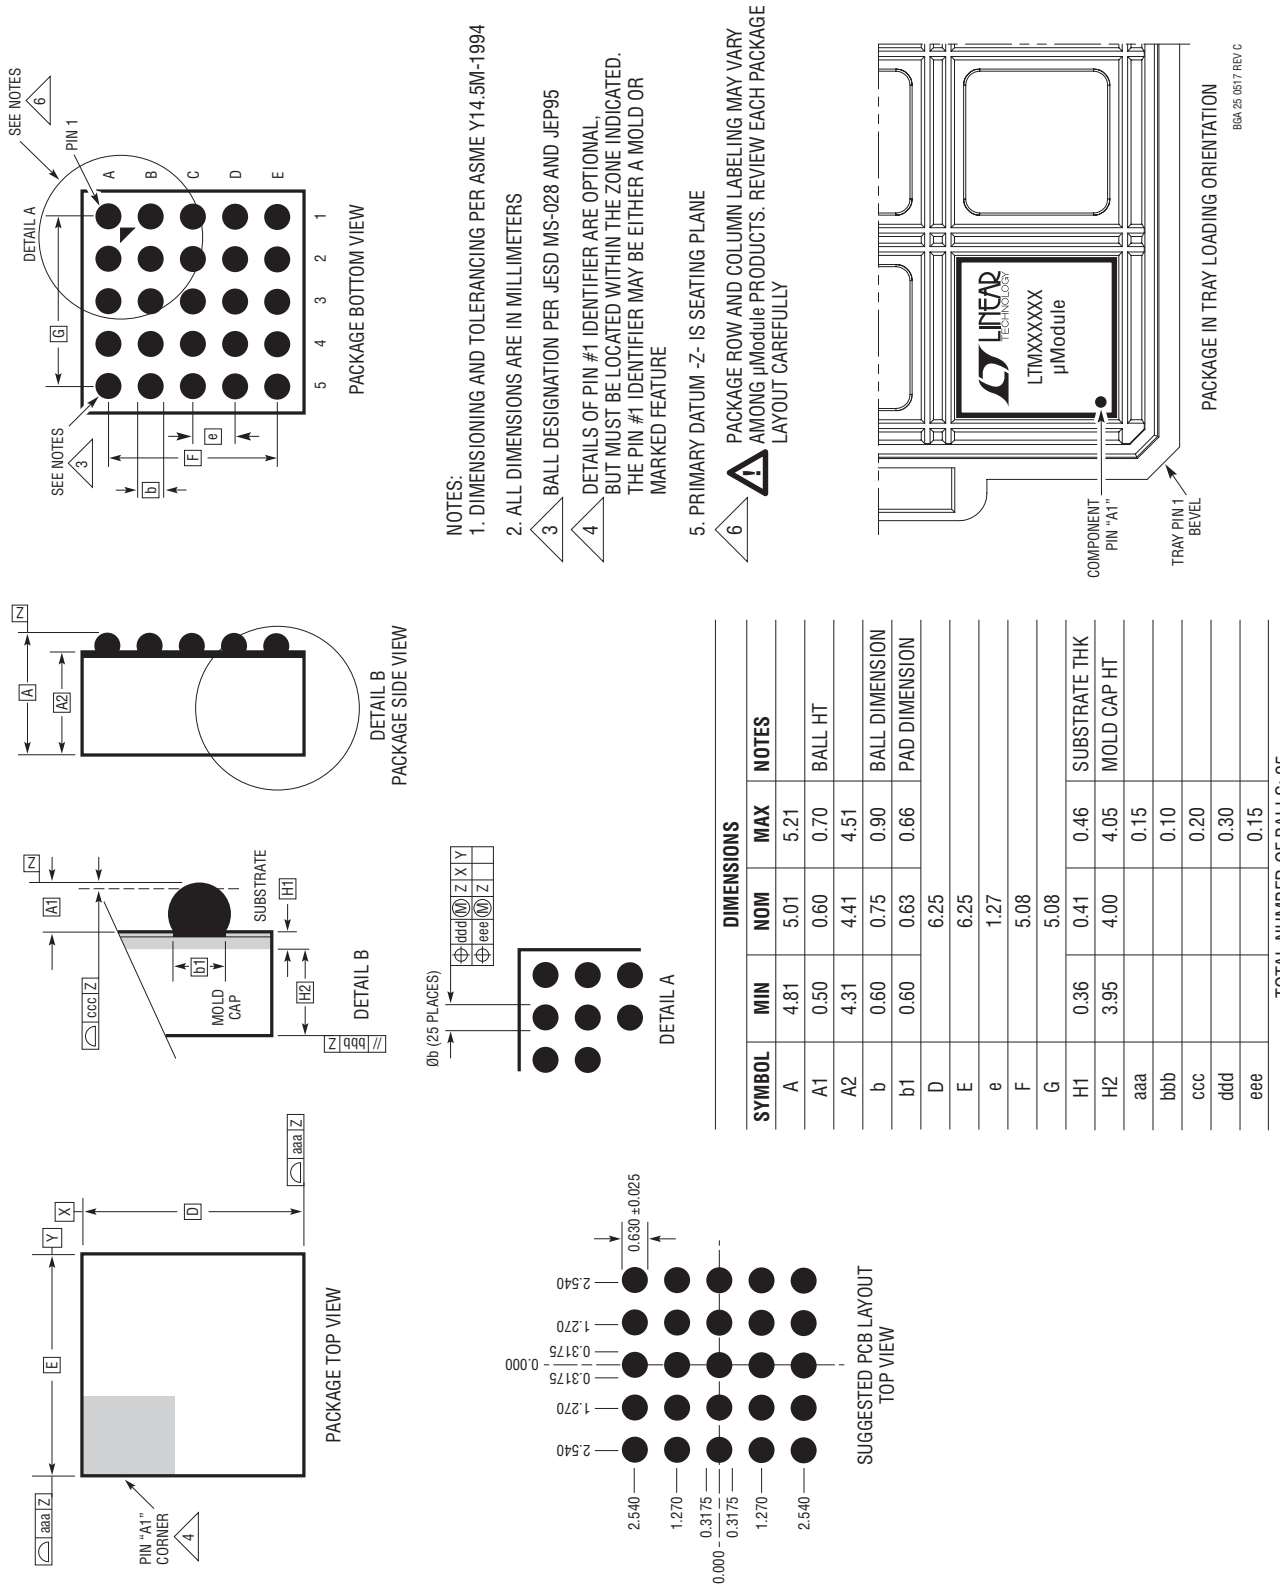 aaa Z
E
Y
X
D
aaa Z
PIN “A1”
CORNER
4
PACKAGE TOP VIEW
ccc Z
A1
Z
b1
MOLD
CAP
SUBSTRATE
H1
H2
// bbb Z
DETAIL B
A
A2
Z
DETAIL B
PACKAGE SIDE VIEW
SEE NOTES
3
DETAIL A
G
SEE NOTES
6
PIN 1
F
b
e
A
B
C
D
E
5 4 3 2 1
PACKAGE BOTTOM VIEW
2.540
1.270
0.3175
0.000
0.3175
1.270
2.540
0.630 ±0.025
2.540
1.270
0.3175
0.000
0.3175
1.270
2.540
SUGGESTED PCB LAYOUT
TOP VIEW
Øb (25 PLACES)
ddd M Z X Y
eee M Z
DETAIL A
NOTES:
1. DIMENSIONING AND TOLERANCING PER ASME Y14.5M-1994
2. ALL DIMENSIONS ARE IN MILLIMETERS
3 BALL DESIGNATION PER JESD MS-028 AND JEP95
4 DETAILS OF PIN #1 IDENTIFIER ARE OPTIONAL,
BUT MUST BE LOCATED WITHIN THE ZONE INDICATED.
THE PIN #1 IDENTIFIER MAY BE EITHER A MOLD OR
MARKED FEATURE
5. PRIMARY DATUM -Z- IS SEATING PLANE
6 ! PACKAGE ROW AND COLUMN LABELING MAY VARY
AMONG µModule PRODUCTS. REVIEW EACH PACKAGE
LAYOUT CAREFULLY
DIMENSIONS
SYMBOL MIN NOM MAX NOTES
A 4.81 5.01 5.21
A1 0.50 0.60 0.70 BALL HT
A2 4.31 4.41 4.51
b 0.60 0.75 0.90 BALL DIMENSION
b1 0.60 0.63 0.66 PAD DIMENSION
D 6.25
E 6.25
e 1.27
F 5.08
G 5.08
H1 0.36 0.41 0.46 SUBSTRATE THK
H2 3.95 4.00 4.05 MOLD CAP HT
aaa 0.15
bbb 0.10
ccc 0.20
ddd 0.30
eee 0.15
TOTAL NUMBER OF BALLS: 25
COMPONENT
PIN “A1”
TRAY PIN 1
BEVEL
LINEAR
TECHNOLOGY
LTMXXXXXX
µModule
PACKAGE IN TRAY LOADING ORIENTATION
BGA 25 0517 REV C